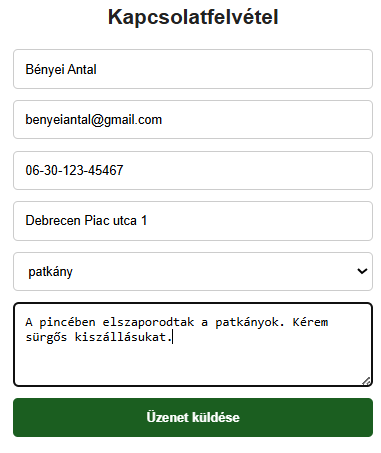 Kapcsolatfelvétel
Bényei Antal
benyeiantal@gmail.com
06-30-123-45467
Debrecen Piac utca 1
patkány
A pincében elszaporodtak a patkányok. Kérem
sürgős kiszállásukat.
Üzenet küldése